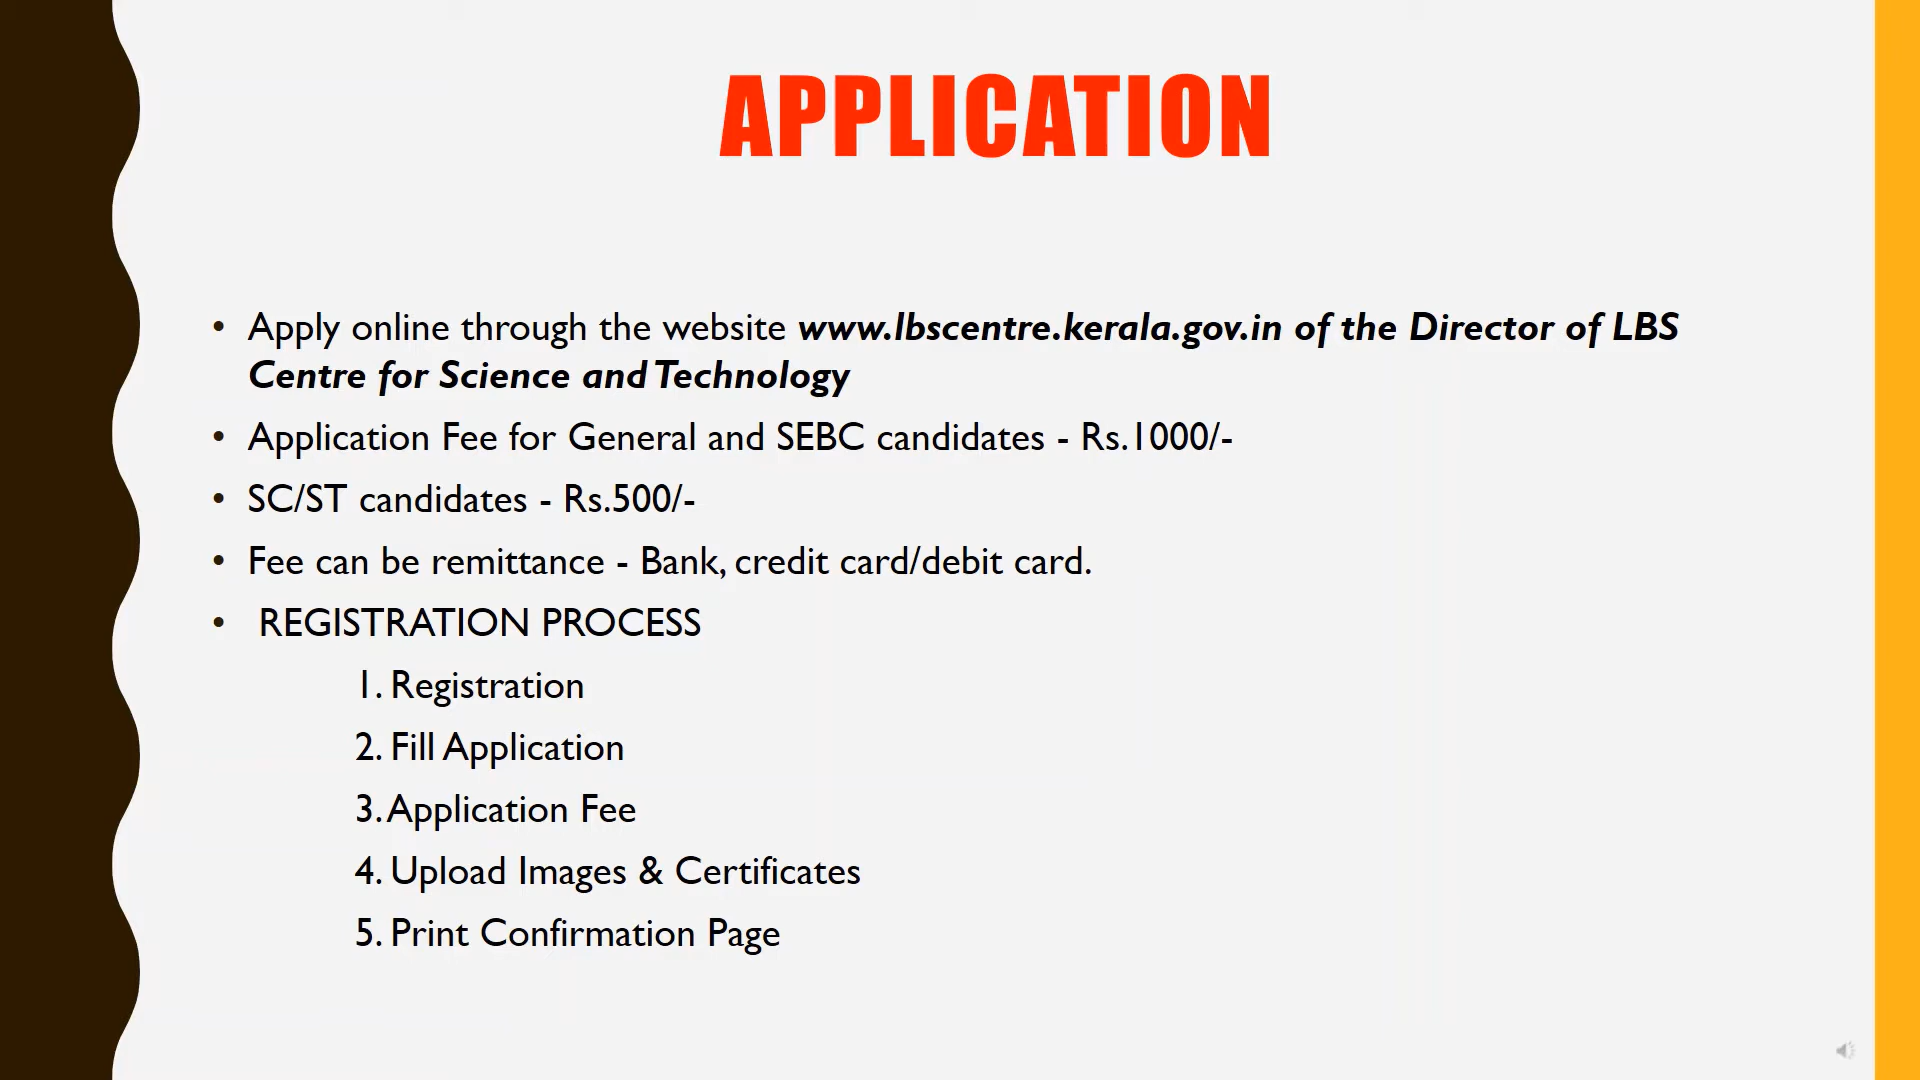 APPLICATION
• Apply online through the website www.lbscentre.kerala.gov.in of the Director of LBS
Centre for Science and Technology
• Application Fee for General and SEBC candidates - Rs.1000/-
• SC/ST candidates - Rs.500/-
• Fee can be remittance - Bank, credit card/debit card.
• REGISTRATION PROCESS
1. Registration
2. Fill Application
3. Application Fee
4. Upload Images & Certificates
5. Print Confirmation Page